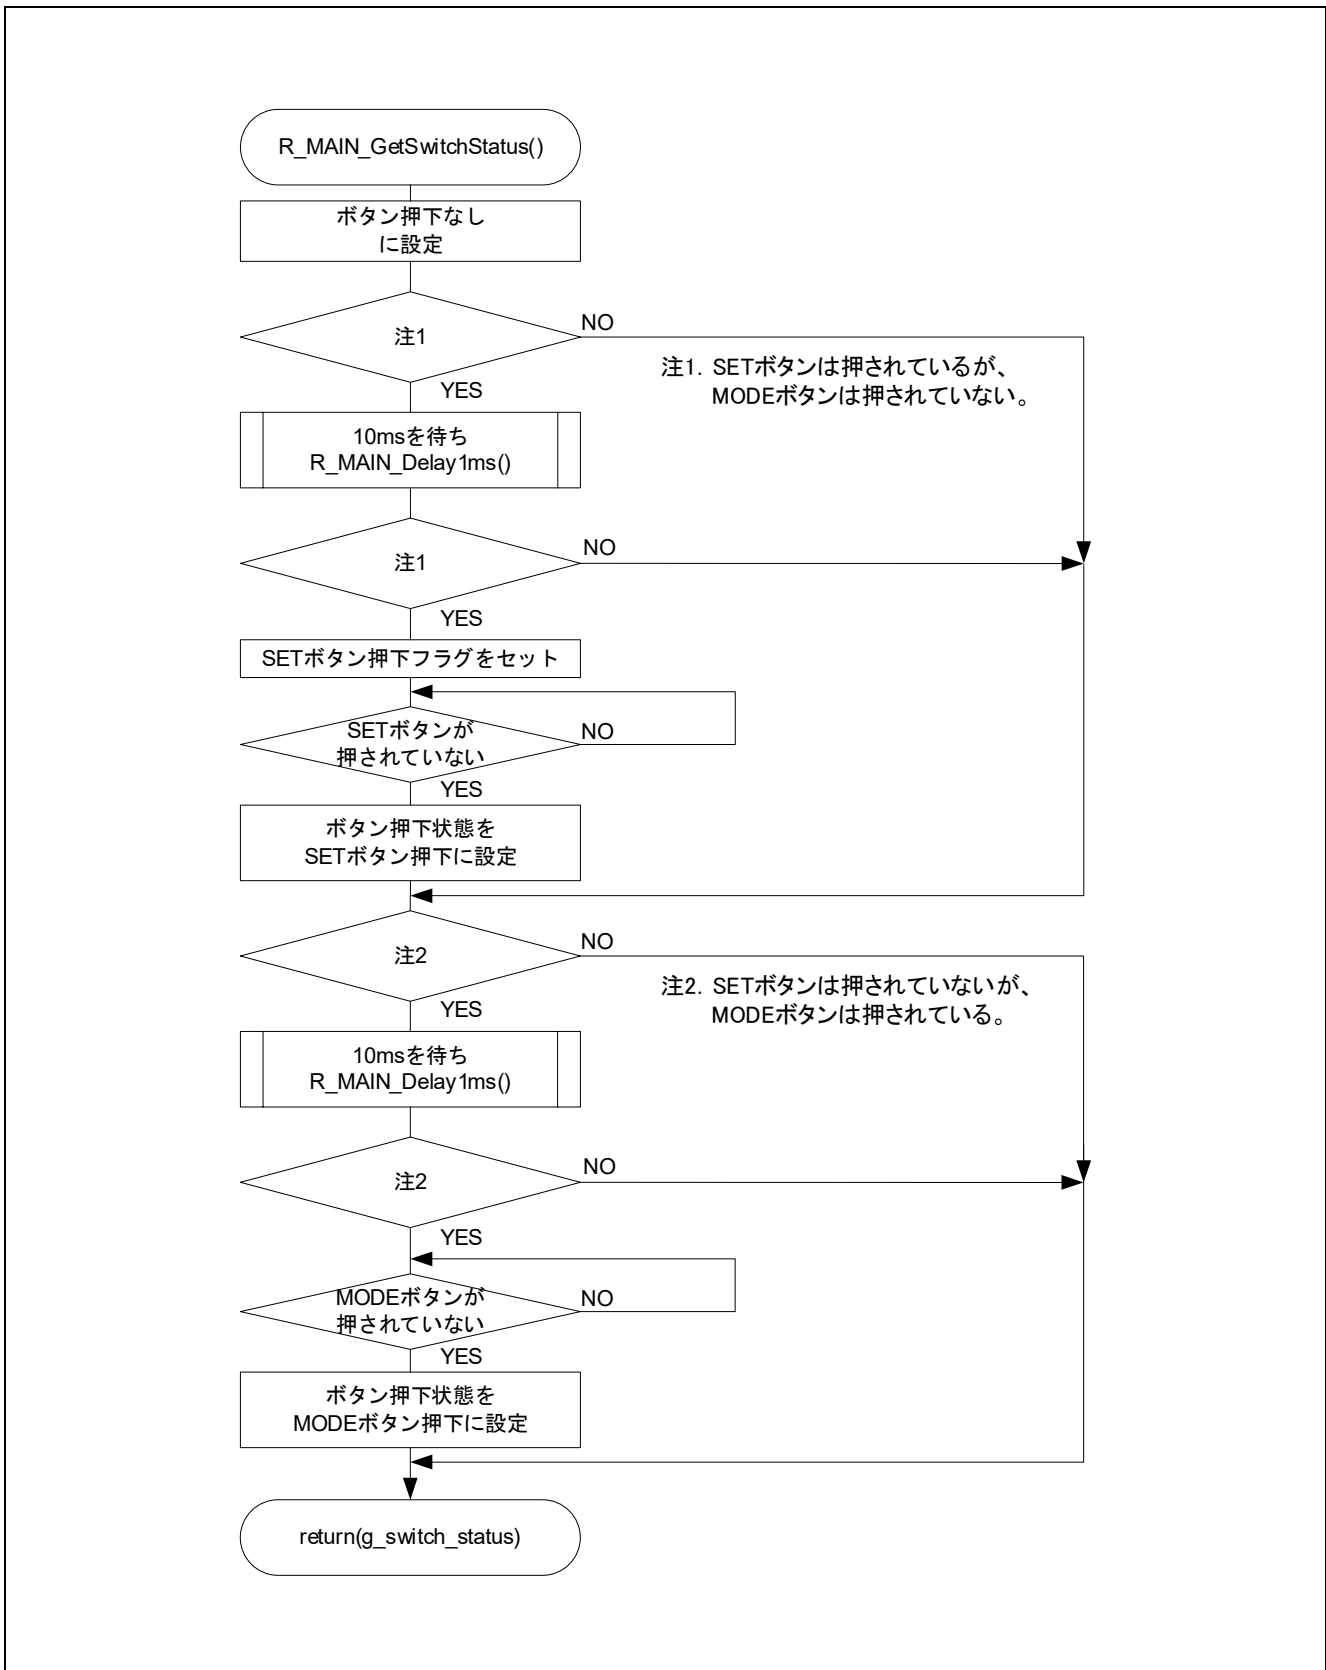 R_MAIN_GetSwitchStatus()
ボタン押下なし
に設定
注1
NO
注1. SETボタンは押されているが、
MODEボタンは押されていない。
YES
10msを待ち
R_MAIN_Delay1ms()
注1
NO
YES
SETボタン押下フラグをセット
SETボタンが
押されていない
NO
YES
ボタン押下状態を
SETボタン押下に設定
注2
NO
注2. SETボタンは押されていないが、
MODEボタンは押されている。
YES
10msを待ち
R_MAIN_Delay1ms()
注2
NO
YES
MODEボタンが
押されていない
NO
YES
ボタン押下状態を
MODEボタン押下に設定
return(g_switch_status)